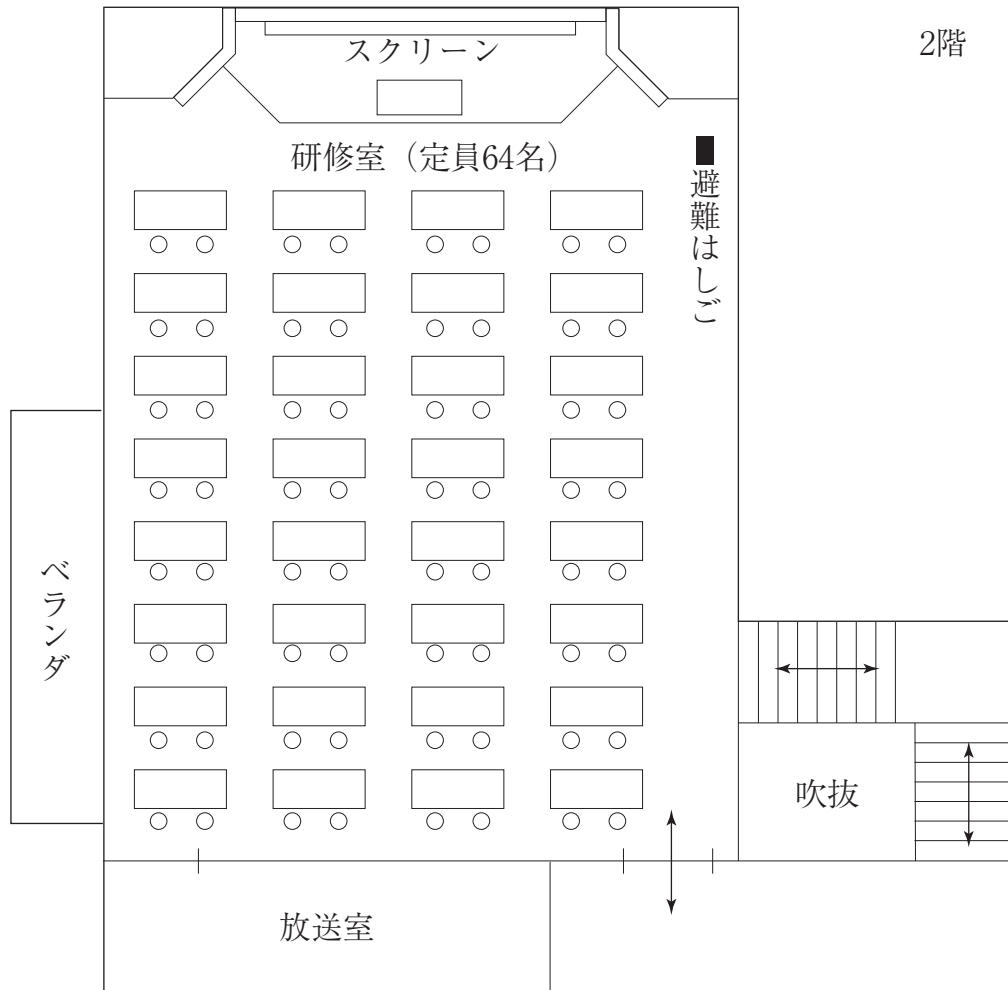 2階
スクリーン
研修室（定員64名）
避難はしご
ベランダ
吹抜
放送室